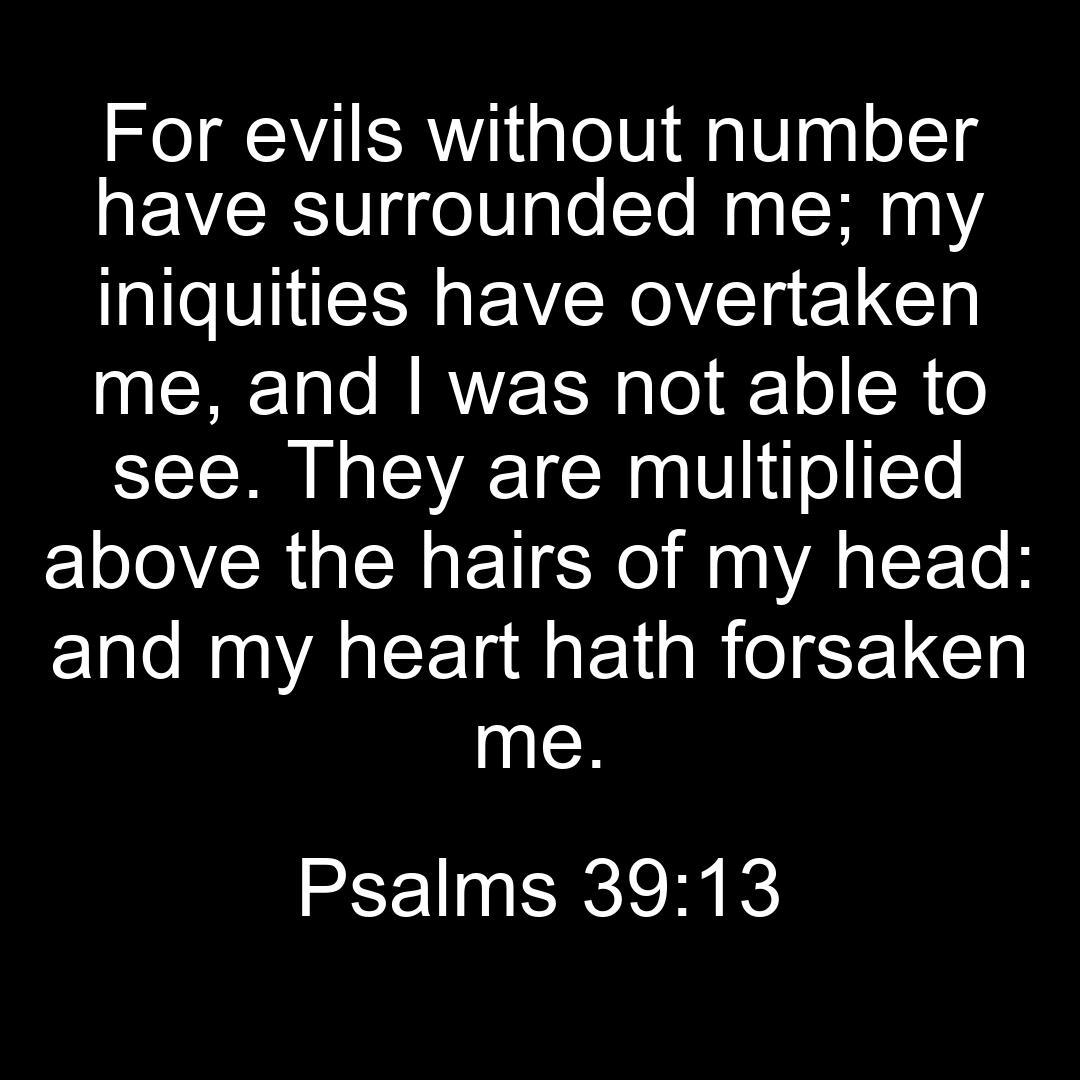 For evils without number
have surrounded me; my
iniquities have overtaken
me, and I was not able to
see. They are multiplied
above the hairs of my head:
and my heart hath forsaken
me.
Psalms 39:13